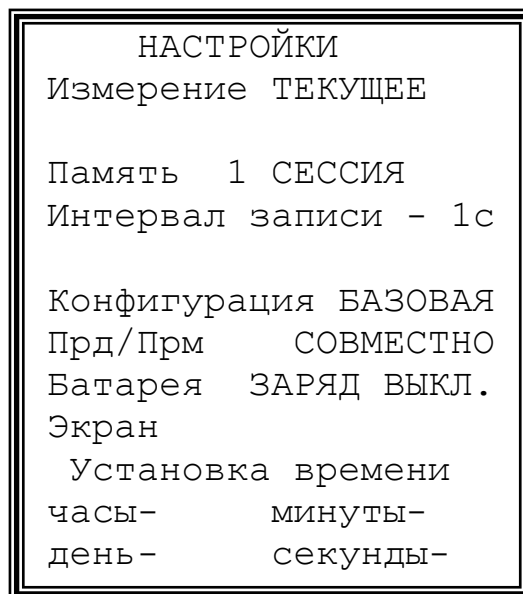 НАСТРОЙКИ
Измерение ТЕКУЩЕЕ
Память 1 СЕССИЯ
Интервал записи - 1с
Конфигурация БАЗОВАЯ
Прд/Прм СОВМЕСТНО
Батарея ЗАРЯД ВЫКЛ.
Экран
Установка времени
часы- минуты-
день- секунды-